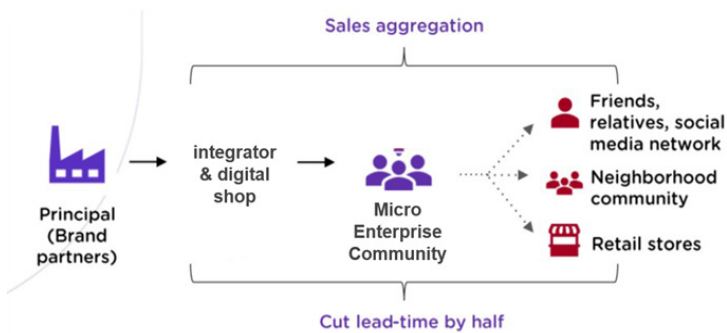 Sales aggregation
Principal
(Brand
partners)
integrator
& digital
shop
Micro
Enterprise
Community
Friends,
relatives, social
media network
Neighborhood
community
Retail stores
Cut lead-time by half